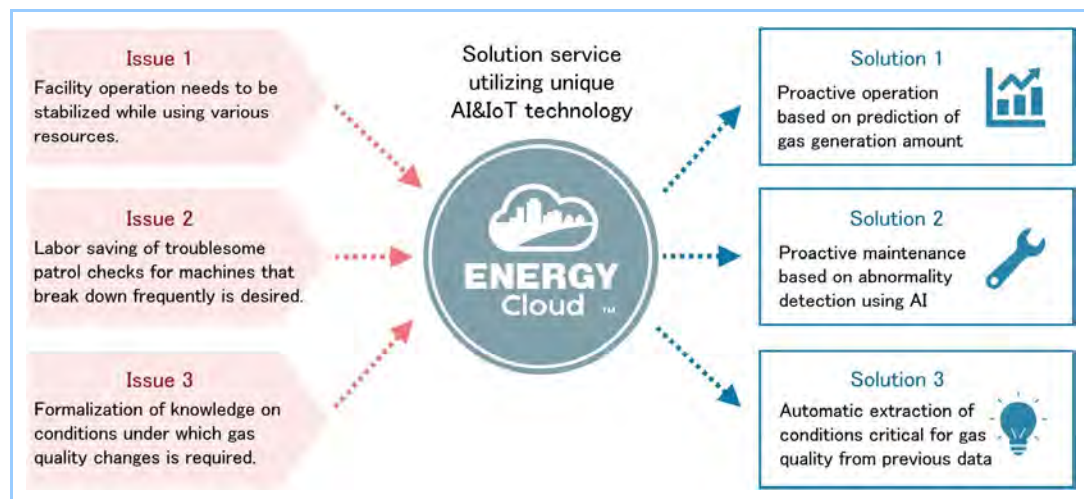 Issue 1
Facility operation needs to be
stabilized while using various
resources.
Issue 2
Labor saving of troublesome
patrol checks for machines that
break down frequently is desired.
Issue 3
Formalization of knowledge on
conditions under which gas
quality changes is required.
Solution service
utilizing unique
AI&IoT technology
ENERGY
Cloud ™
Solution 1
Proactive operation
based on prediction of
gas generation amount
Solution 2
Proactive maintenance
based on abnormality
detection using AI
Solution 3
Automatic extraction of
conditions critical for gas
quality from previous data